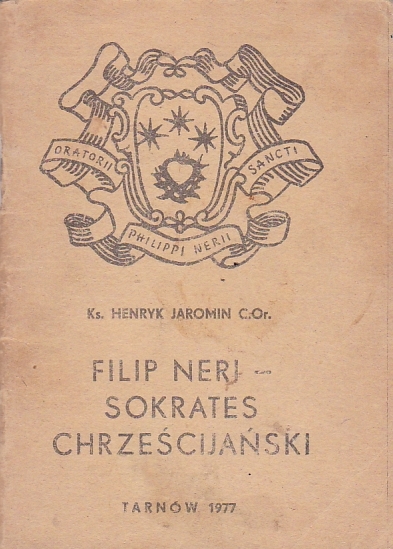 ORATORII
SANCTI
PHILIPPI NERII
Ks. HENRYK JAROMIN C.Or.
FILIP NERI –
SOKRATES
CHRZEŚCIJAŃSKI
TARNÓW 1977